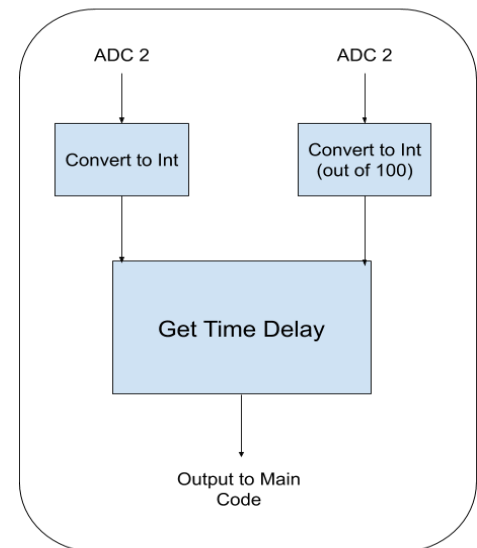 ADC 2
ADC 2
Convert to Int
Convert to Int
(out of 100)
Get Time Delay
Output to Main
Code